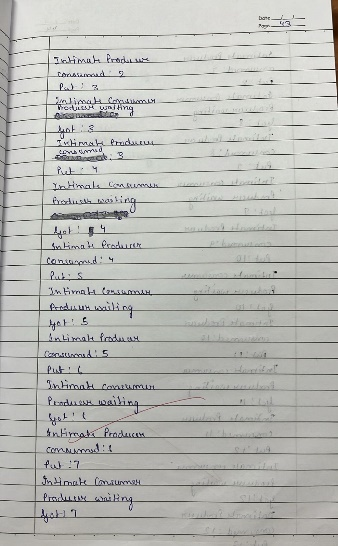 Date / /
Page 43
Intimate Producer
consumed : 2
Put : 3
Intimate Consumer
Producer waiting
Got : 3
Intimate Producer
consumed : 3
Put : 4
Intimate Consumer
Producer waiting
Got : 4
Intimate Producer
Consumed : 4
Put : 5
Intimate Consumer
Producer writing
Got : 5
Intimate Producer
Consumed : 5
Put : 6
Intimate consumer
Producer waiting
Got : 6
Intimate Producer
consumed : 6
Put : 7
Intimate Consumer
Producer waiting
Got : 7